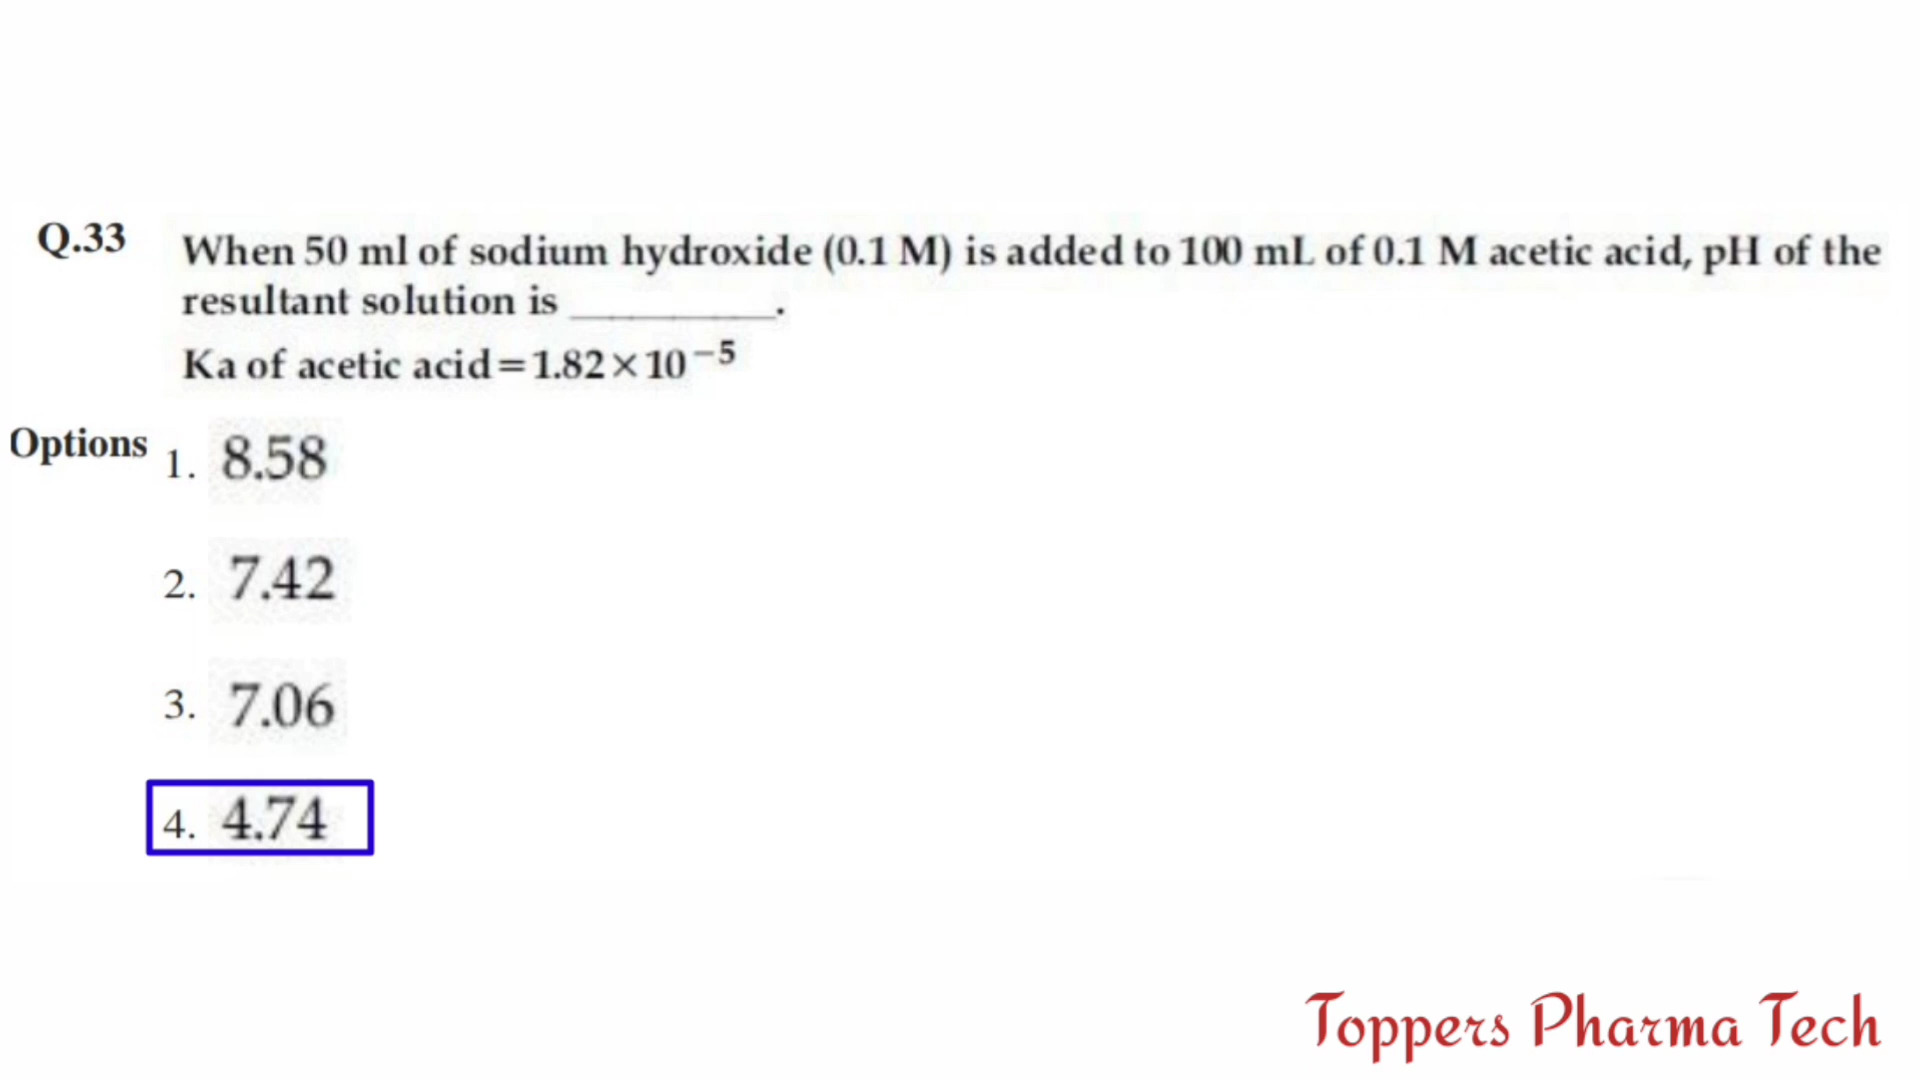 Q.33 When 50 ml of sodium hydroxide (0.1 M) is added to 100 mL of 0.1 M acetic acid, pH of the
resultant solution is __________.
Ka of acetic acid=1.82×10⁻⁵
Options 1. 8.58
2. 7.42
3. 7.06
4. 4.74
Toppers Pharma Tech